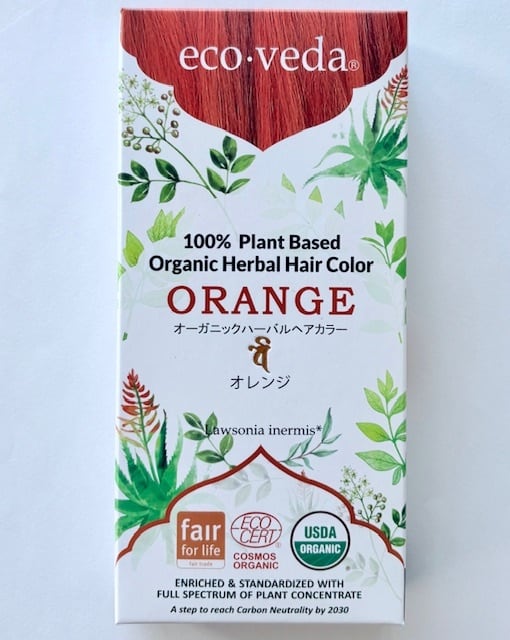 eco·veda®
100% Plant Based
Organic Herbal Hair Color
ORANGE
オーガニックハーバルヘアカラー
オレンジ
Lawsonia inermis*
fair
for life
fair trade
ECO
CERT®
COSMOS
ORGANIC
USDA
ORGANIC
ENRICHED & STANDARDIZED WITH
FULL SPECTRUM OF PLANT CONCENTRATE
A step to reach Carbon Neutrality by 2030